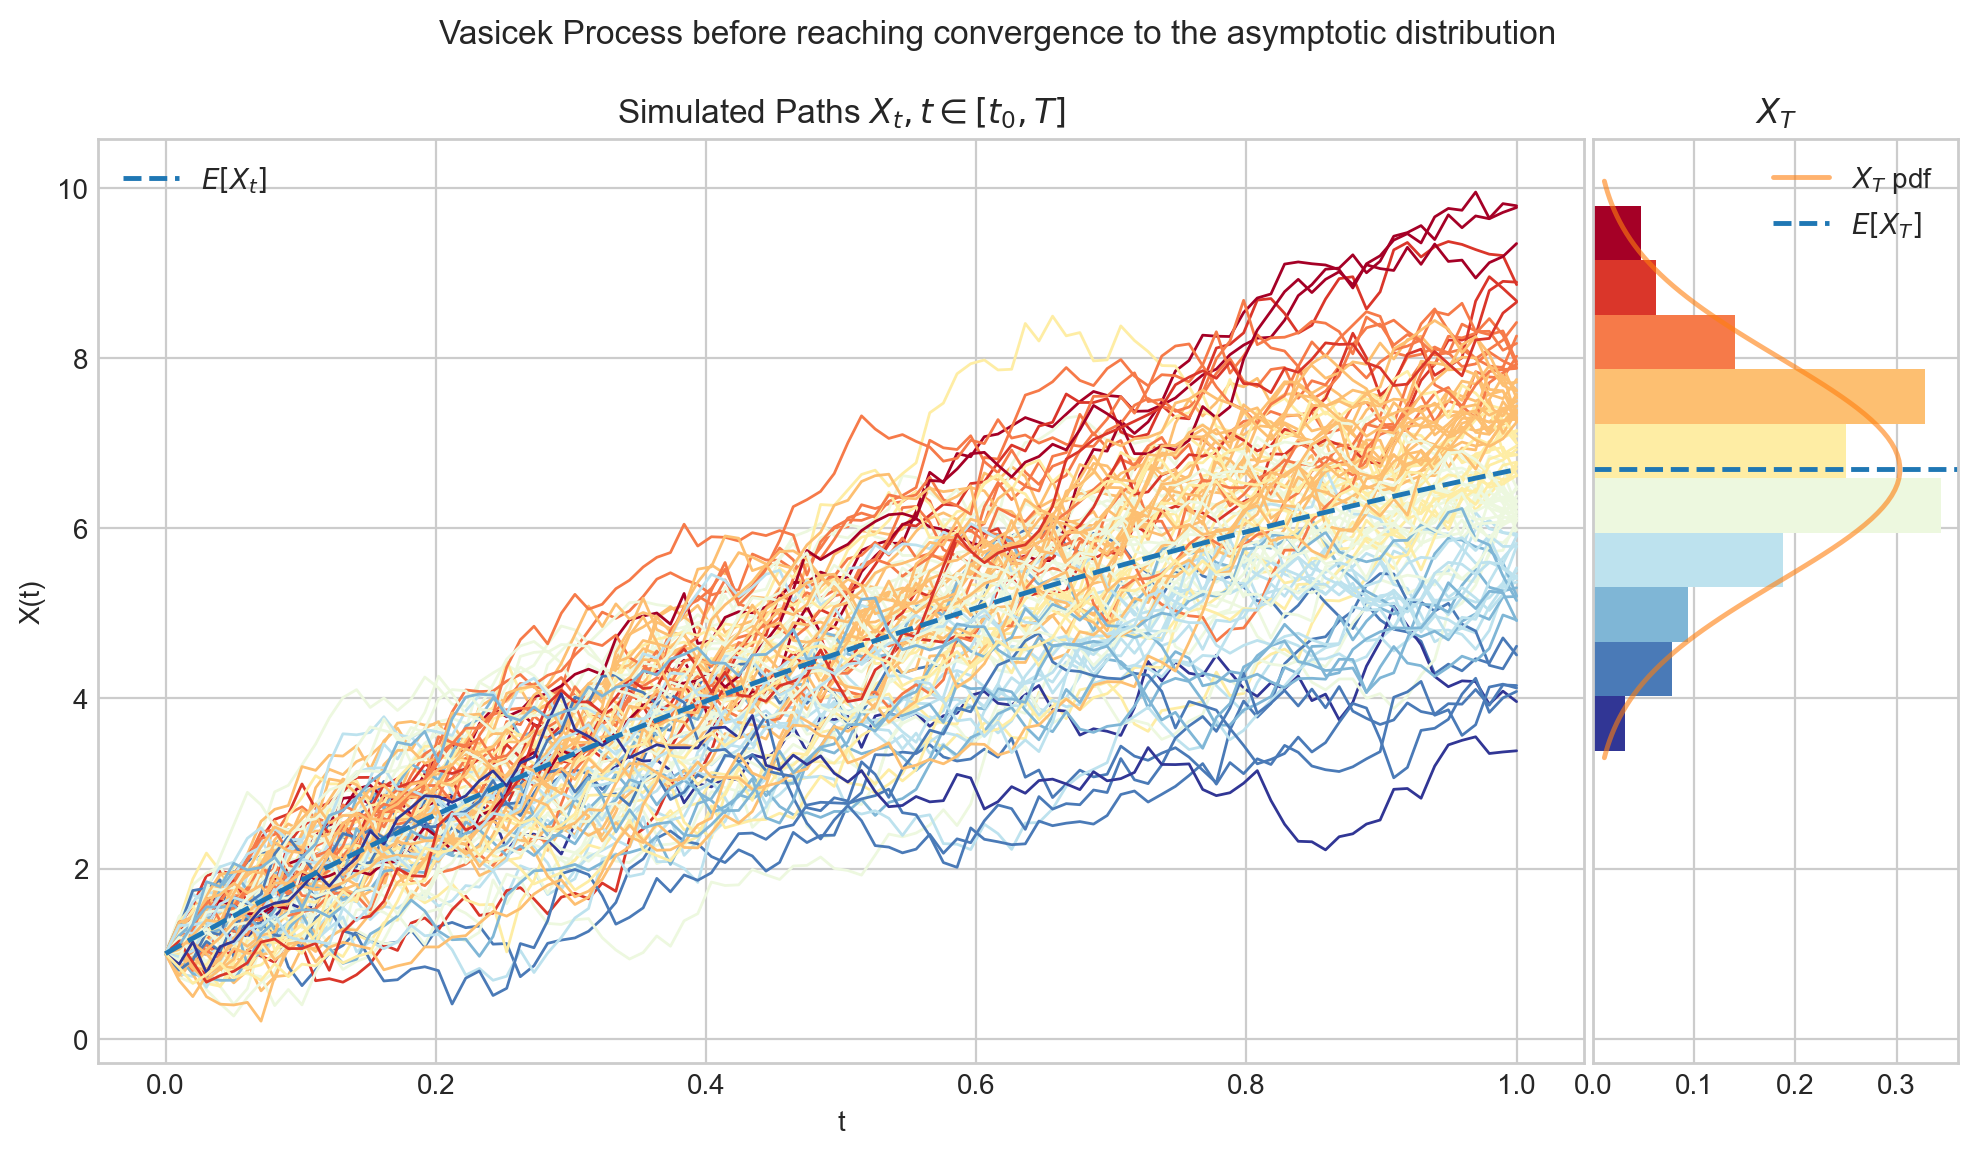 Vasicek Process before reaching convergence to the asymptotic distribution
Simulated Paths $X_t, t \in [t_0, T]$
$X_T$
$E[X_t]$
$X_T$ pdf
$E[X_T]$
10
8
6
4
2
0
X(t)
0.0 0.2 0.4 0.6 0.8 1.0
0.0 0.1 0.2 0.3
t